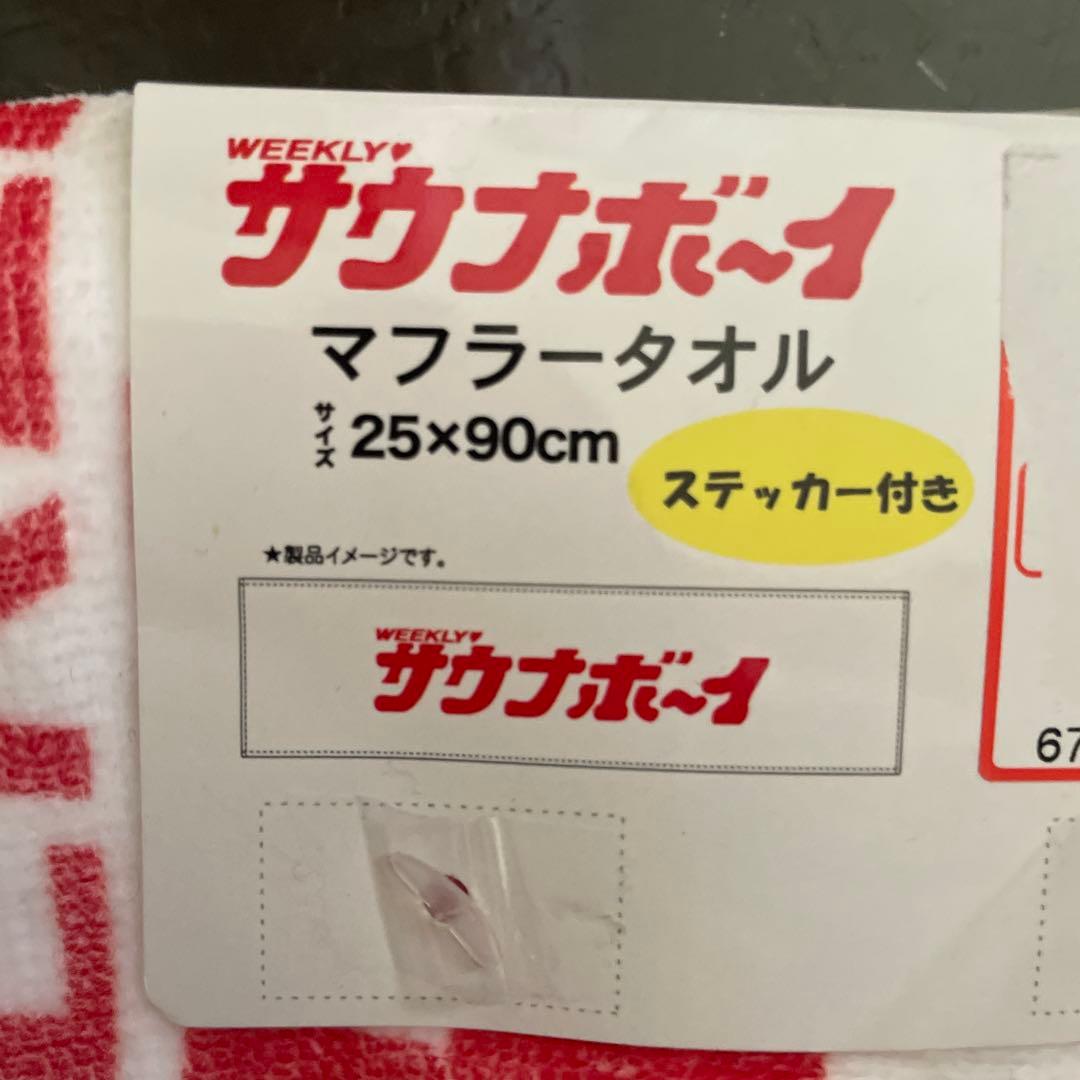 WEEKLY♥
サウナボ〜イ
マフラータオル
サイズ 25×90cm
ステッカー付き
★製品イメージです。
WEEKLY♥
サウナボ〜イ
67